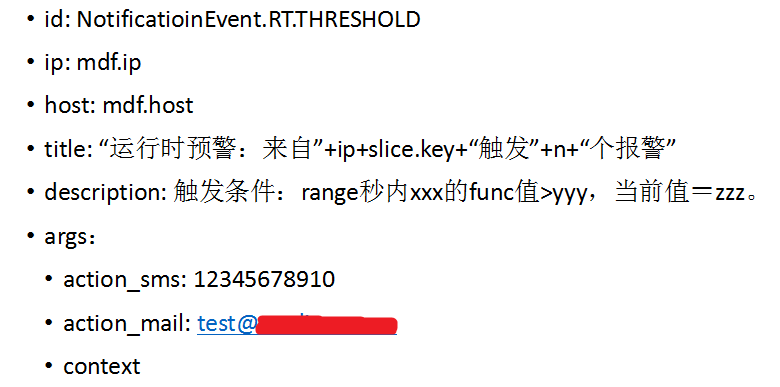 • id: NotificatioinEvent.RT.THRESHOLD
• ip: mdf.ip
• host: mdf.host
• title: “运行时预警：来自”+ip+slice.key+“触发”+n+“个报警”
• description: 触发条件：range秒内xxx的func值>yyy，当前值＝zzz。
• args：
• action_sms: 12345678910
• action_mail: test@
• context